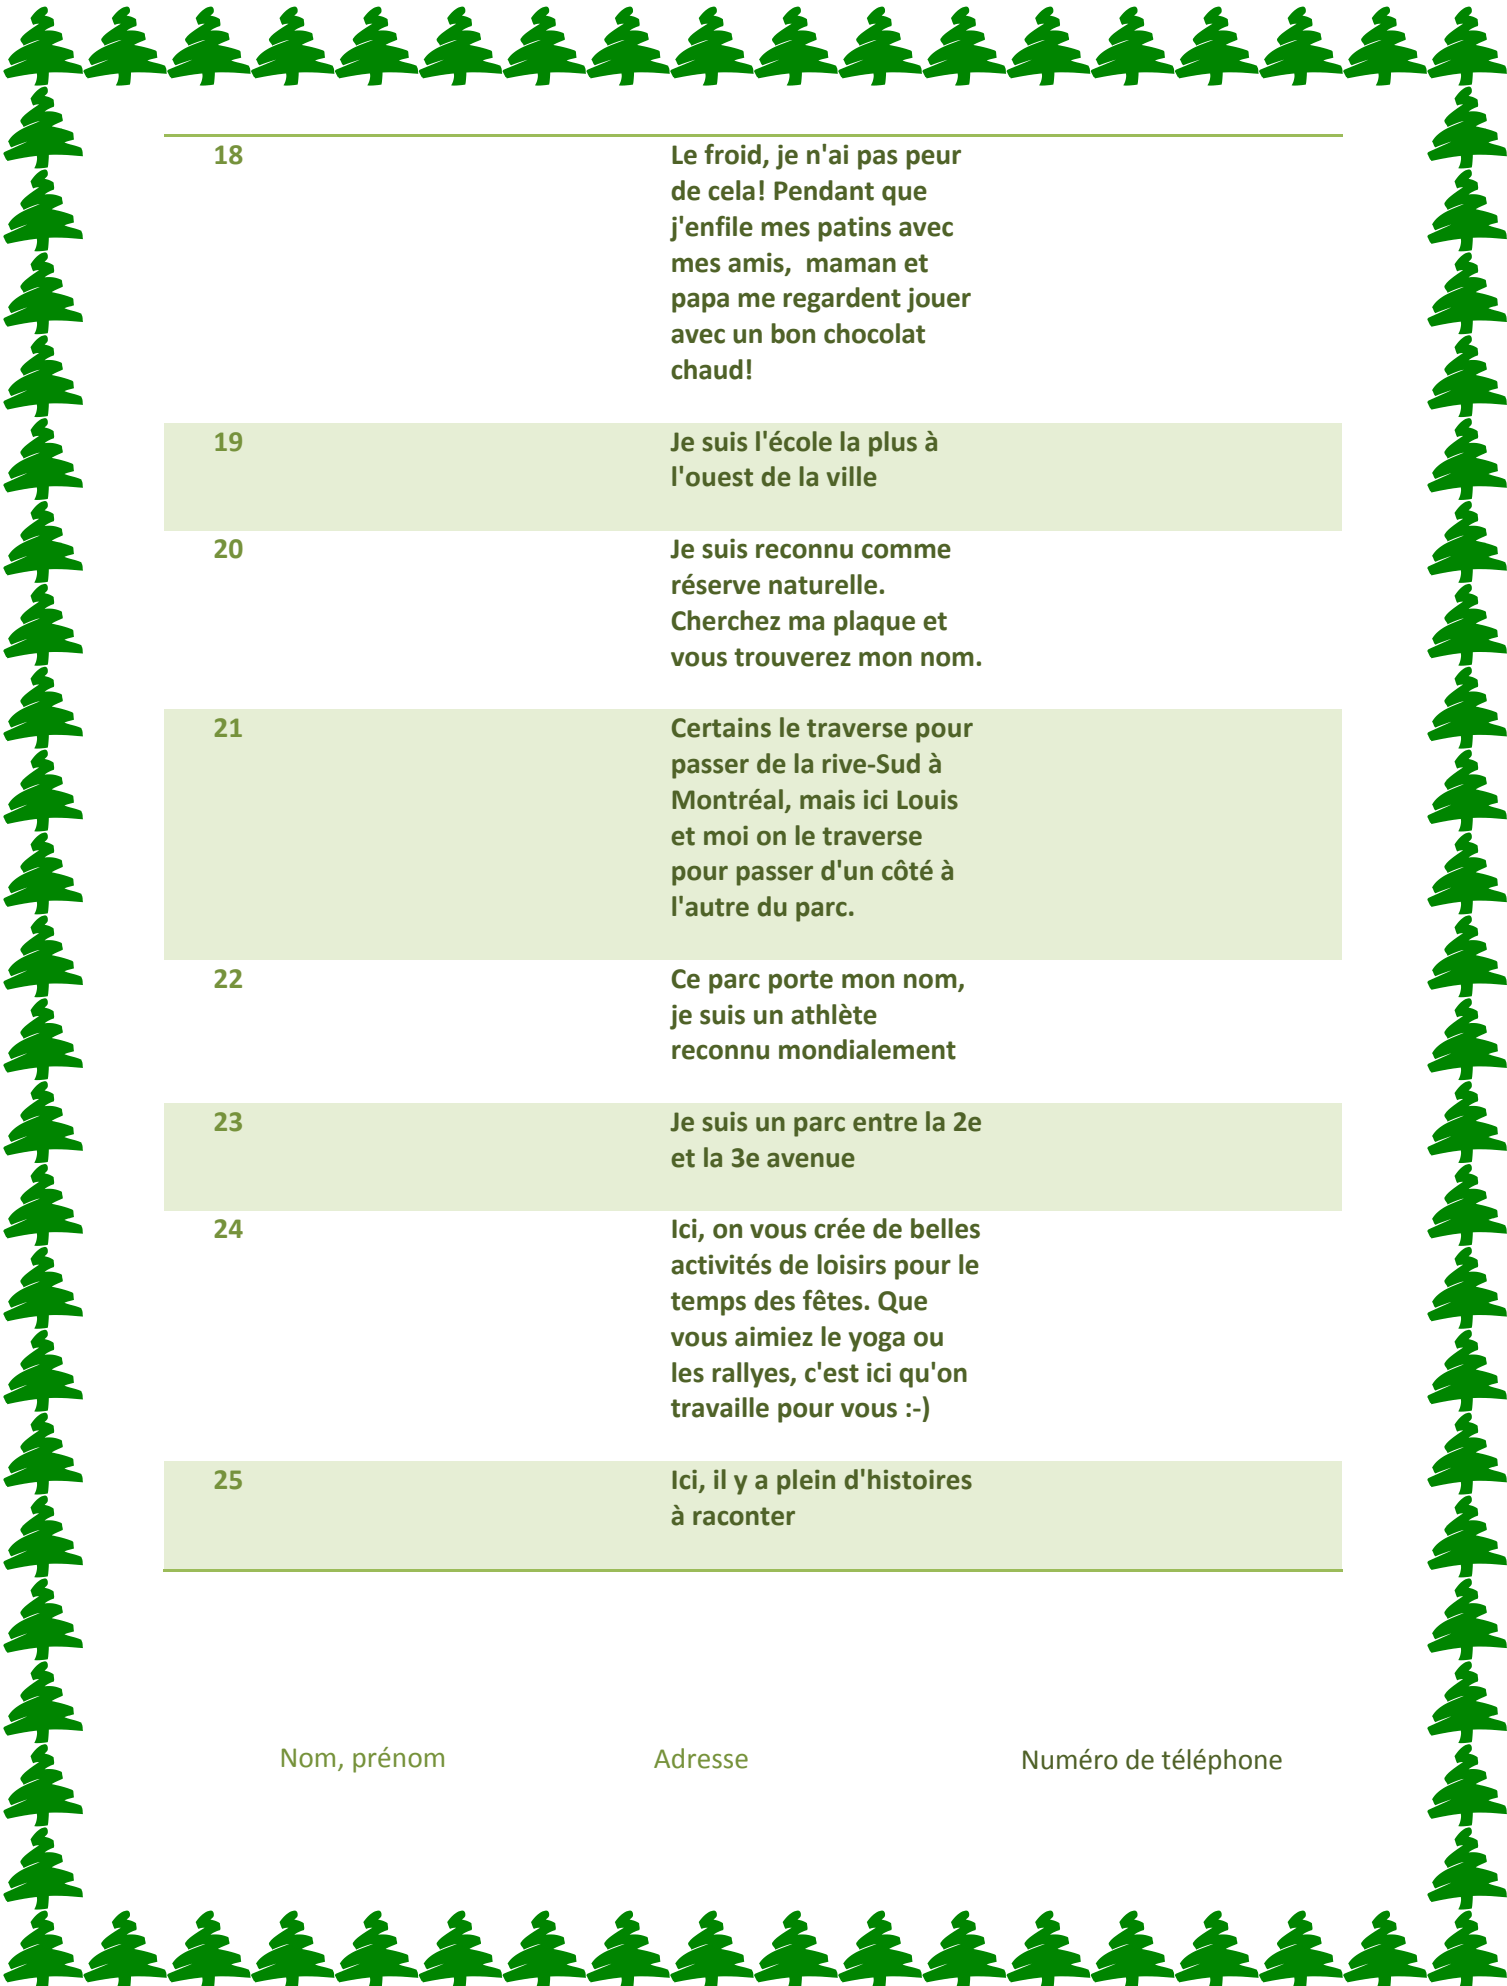 18
Le froid, je n'ai pas peur
de cela! Pendant que
j'enfile mes patins avec
mes amis,  maman et
papa me regardent jouer
avec un bon chocolat
chaud!
19
Je suis l'école la plus à
l'ouest de la ville
20
Je suis reconnu comme
réserve naturelle.
Cherchez ma plaque et
vous trouverez mon nom.
21
Certains le traverse pour
passer de la rive-Sud à
Montréal, mais ici Louis
et moi on le traverse
pour passer d'un côté à
l'autre du parc.
22
Ce parc porte mon nom,
je suis un athlète
reconnu mondialement
23
Je suis un parc entre la 2e
et la 3e avenue
24
Ici, on vous crée de belles
activités de loisirs pour le
temps des fêtes. Que
vous aimiez le yoga ou
les rallyes, c'est ici qu'on
travaille pour vous :-)
25
Ici, il y a plein d'histoires
à raconter
Nom, prénom
Adresse
Numéro de téléphone